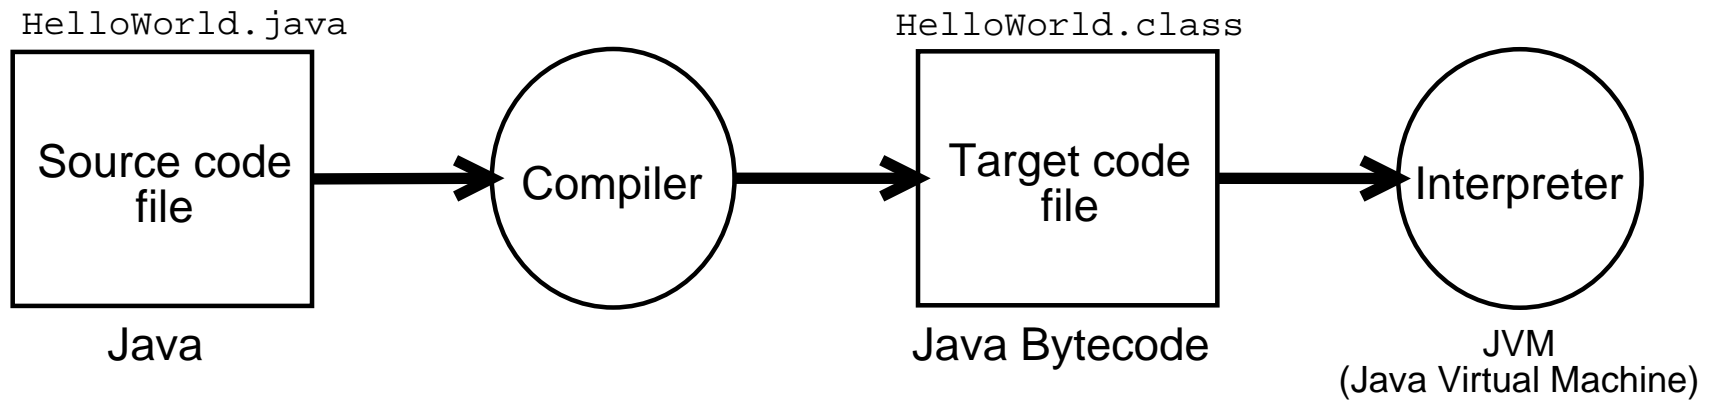 HelloWorld.java
HelloWorld.class
Source code
file
Compiler
Target code
file
Interpreter
Java
Java Bytecode
JVM
(Java Virtual Machine)